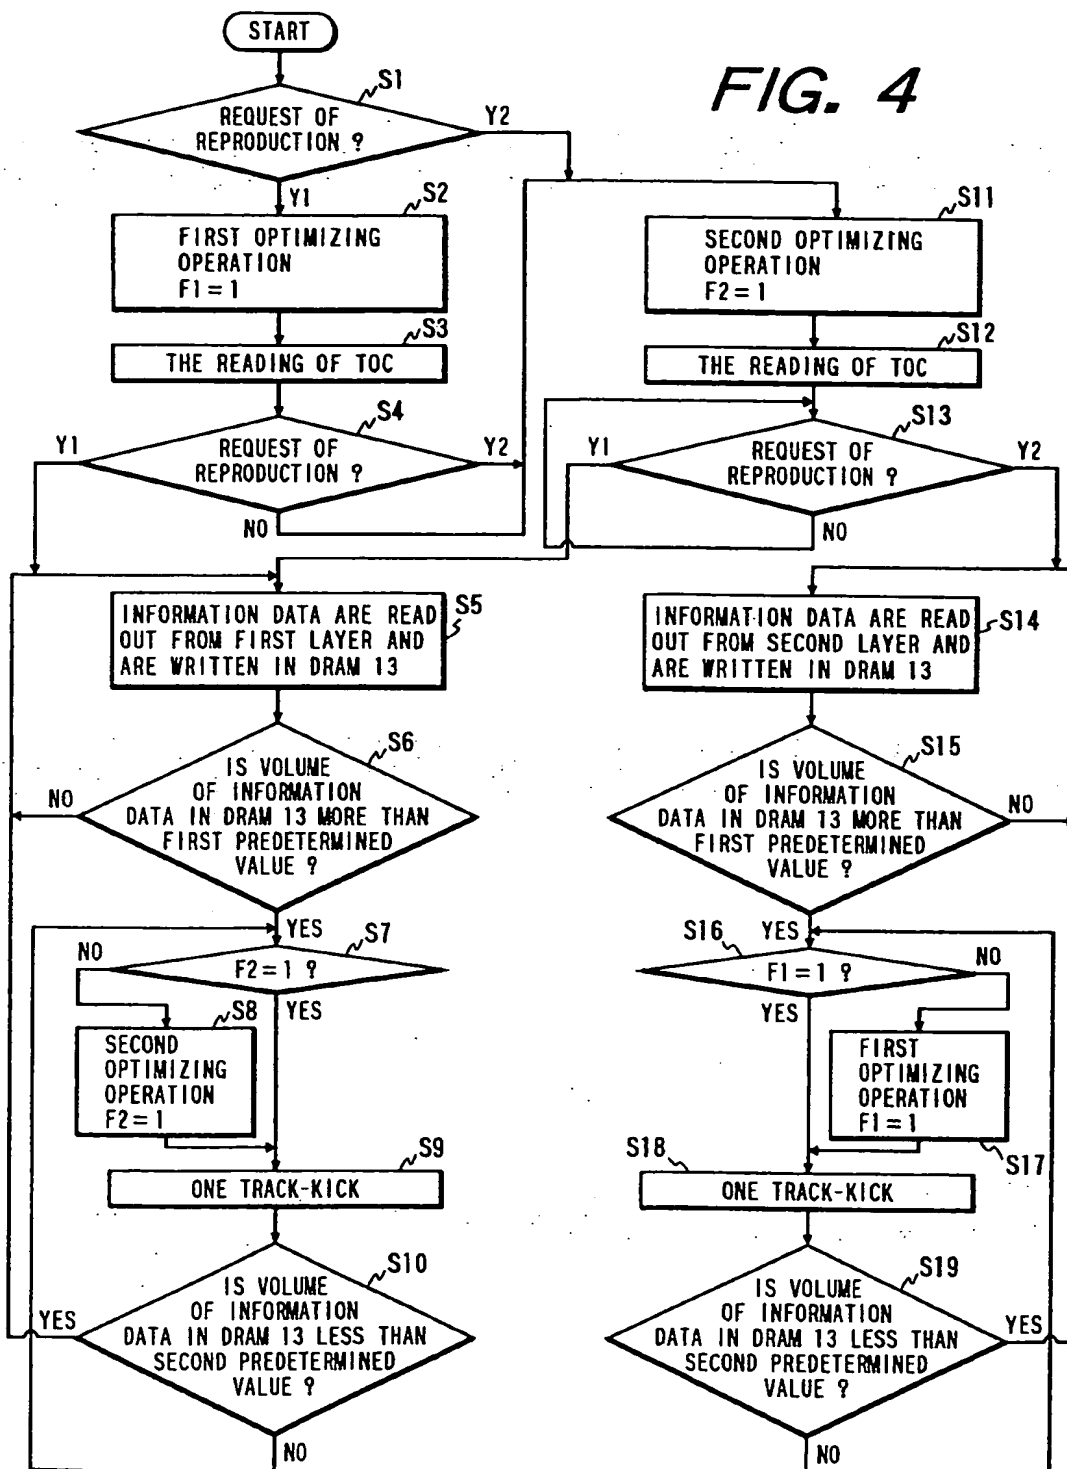 START
FIG. 4
S1
REQUEST OF
REPRODUCTION ?
Y2
Y1
S2
FIRST OPTIMIZING
OPERATION
F1 = 1
S11
SECOND OPTIMIZING
OPERATION
F2 = 1
S3
THE READING OF TOC
S12
THE READING OF TOC
S4
Y1
REQUEST OF
REPRODUCTION ?
Y2
NO
S13
Y1
REQUEST OF
REPRODUCTION ?
Y2
NO
S5
INFORMATION DATA ARE READ
OUT FROM FIRST LAYER AND
ARE WRITTEN IN DRAM 13
S14
INFORMATION DATA ARE READ
OUT FROM SECOND LAYER AND
ARE WRITTEN IN DRAM 13
S6
IS VOLUME
OF INFORMATION
DATA IN DRAM 13 MORE THAN
FIRST PREDETERMINED
VALUE ?
NO
YES
S15
IS VOLUME
OF INFORMATION
DATA IN DRAM 13 MORE THAN
FIRST PREDETERMINED
VALUE ?
NO
YES
S7
NO
F2 = 1 ?
YES
S16
F1 = 1 ?
NO
YES
S8
SECOND
OPTIMIZING
OPERATION
F2 = 1
FIRST
OPTIMIZING
OPERATION
F1 = 1
S17
S9
ONE TRACK-KICK
S18
ONE TRACK-KICK
S10
IS VOLUME
OF INFORMATION
DATA IN DRAM 13 LESS THAN
SECOND PREDETERMINED
VALUE ?
YES
NO
S19
IS VOLUME
OF INFORMATION
DATA IN DRAM 13 LESS THAN
SECOND PREDETERMINED
VALUE ?
YES
NO